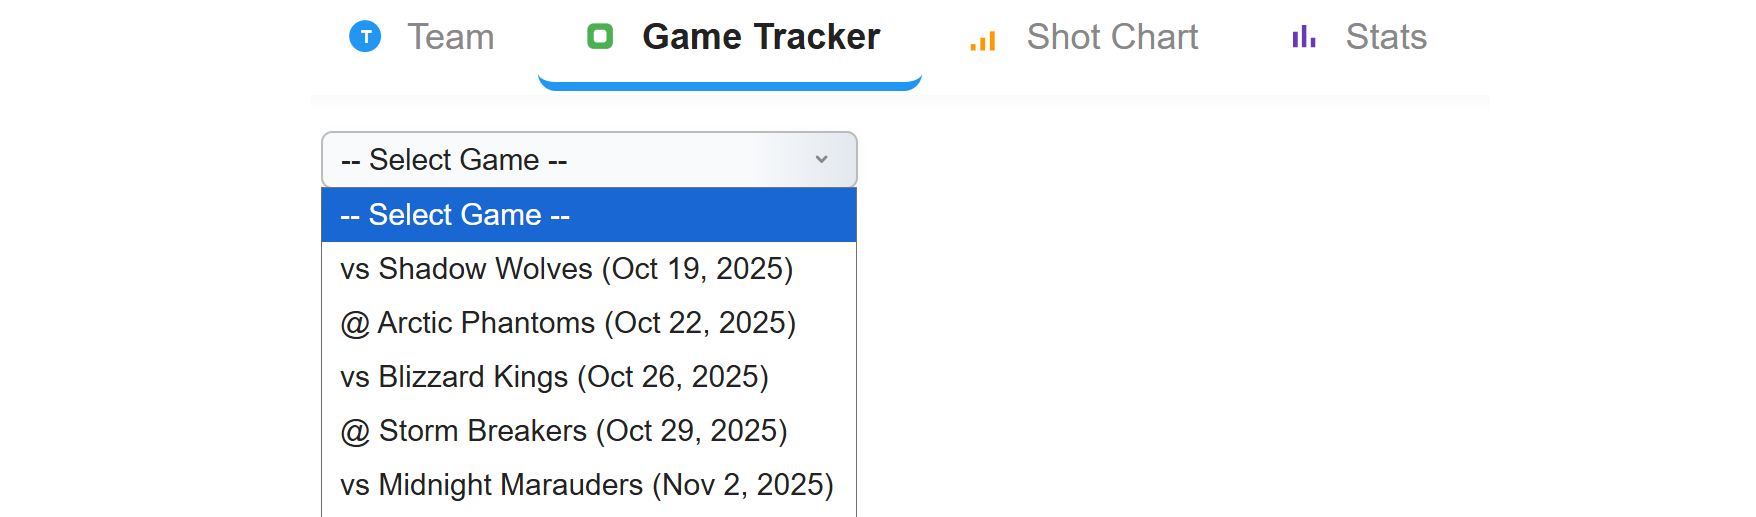 T Team Game Tracker Shot Chart Stats
-- Select Game --
-- Select Game --
vs Shadow Wolves (Oct 19, 2025)
@ Arctic Phantoms (Oct 22, 2025)
vs Blizzard Kings (Oct 26, 2025)
@ Storm Breakers (Oct 29, 2025)
vs Midnight Marauders (Nov 2, 2025)